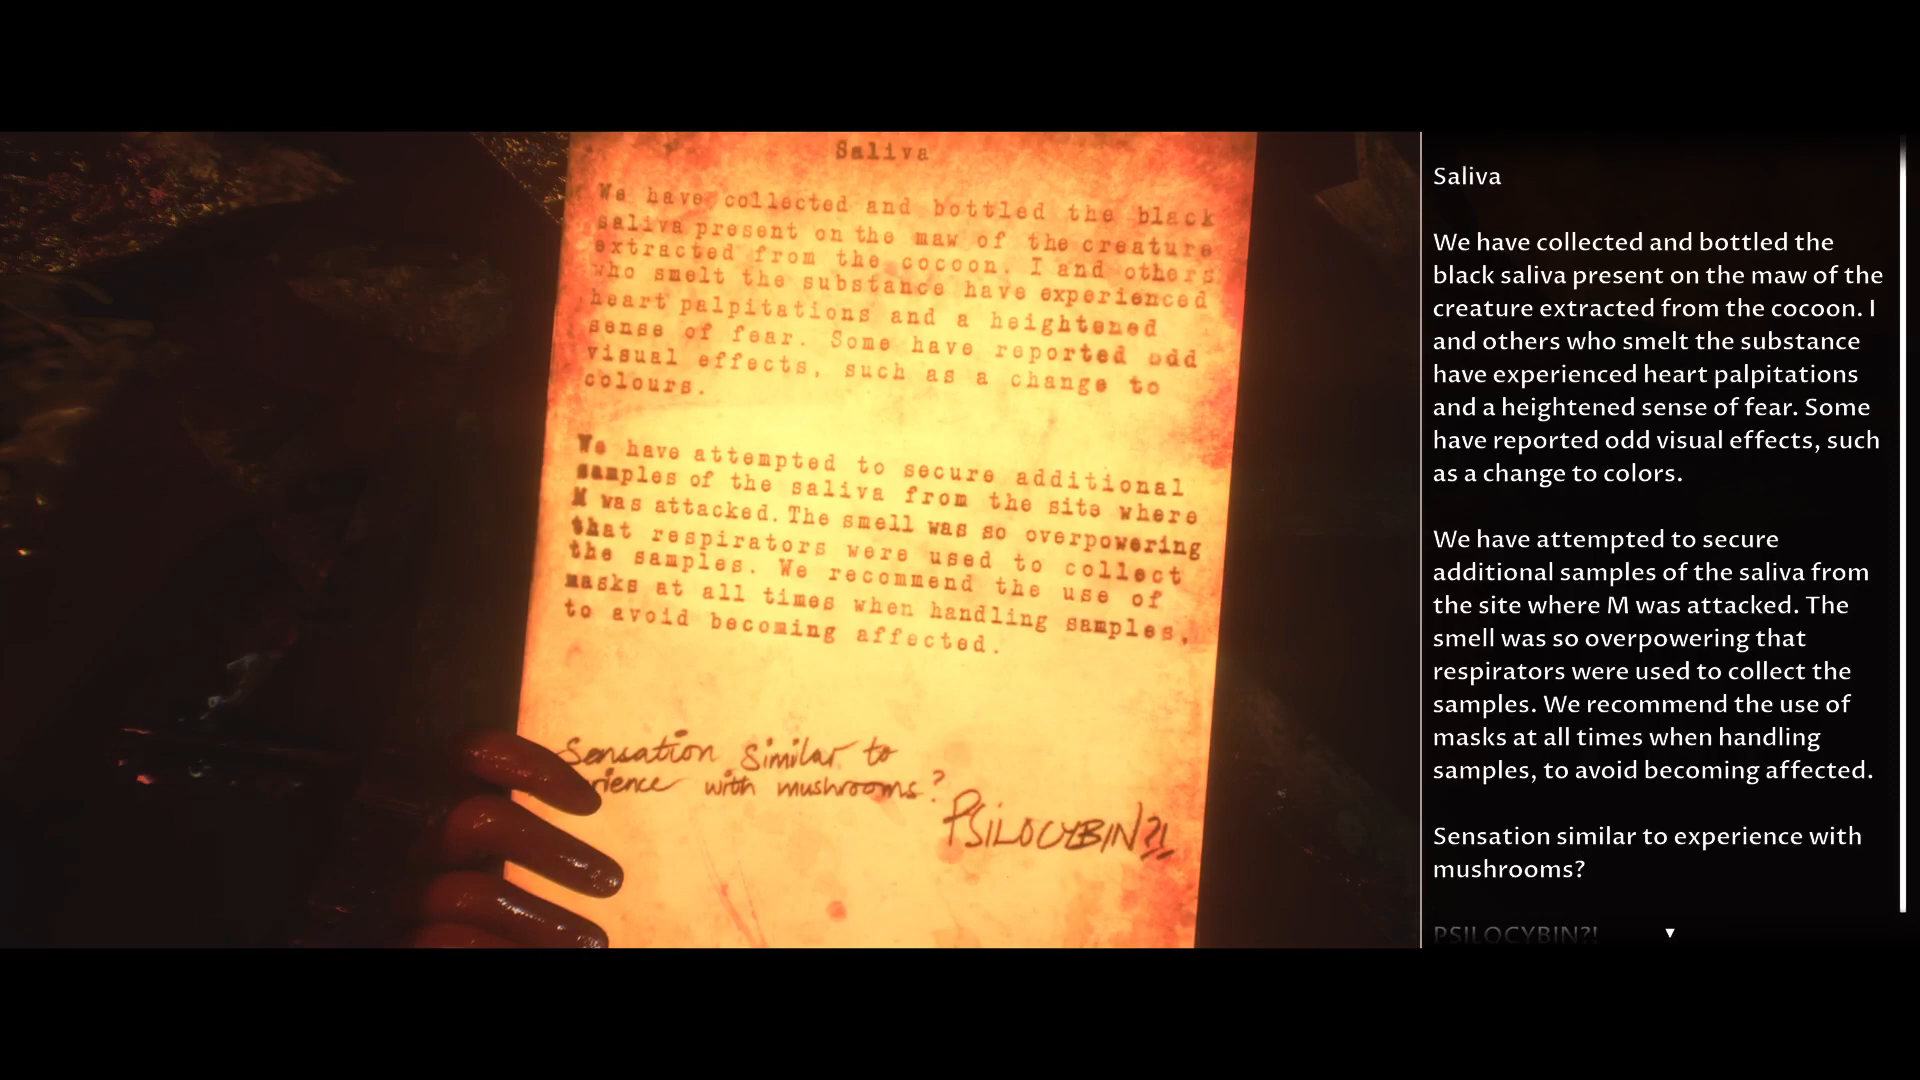 Saliva
We have collected and bottled the black
saliva present on the maw of the creature
extracted from the cocoon. I and others
who smelt the substance have experienced
heart palpitations and a heightened
sense of fear. Some have reported odd
visual effects, such as a change to
colours.
We have attempted to secure additional
samples of the saliva from the site where
M was attacked. The smell was so overpowering
that respirators were used to collect
the samples. We recommend the use of
masks at all times when handling samples,
to avoid becoming affected.
Sensation similar to
rience with mushrooms?
PSILOCYBIN?!
Saliva
We have collected and bottled the
black saliva present on the maw of the
creature extracted from the cocoon. I
and others who smelt the substance
have experienced heart palpitations
and a heightened sense of fear. Some
have reported odd visual effects, such
as a change to colors.
We have attempted to secure
additional samples of the saliva from
the site where M was attacked. The
smell was so overpowering that
respirators were used to collect the
samples. We recommend the use of
masks at all times when handling
samples, to avoid becoming affected.
Sensation similar to experience with
mushrooms?
PSILOCYBIN?!